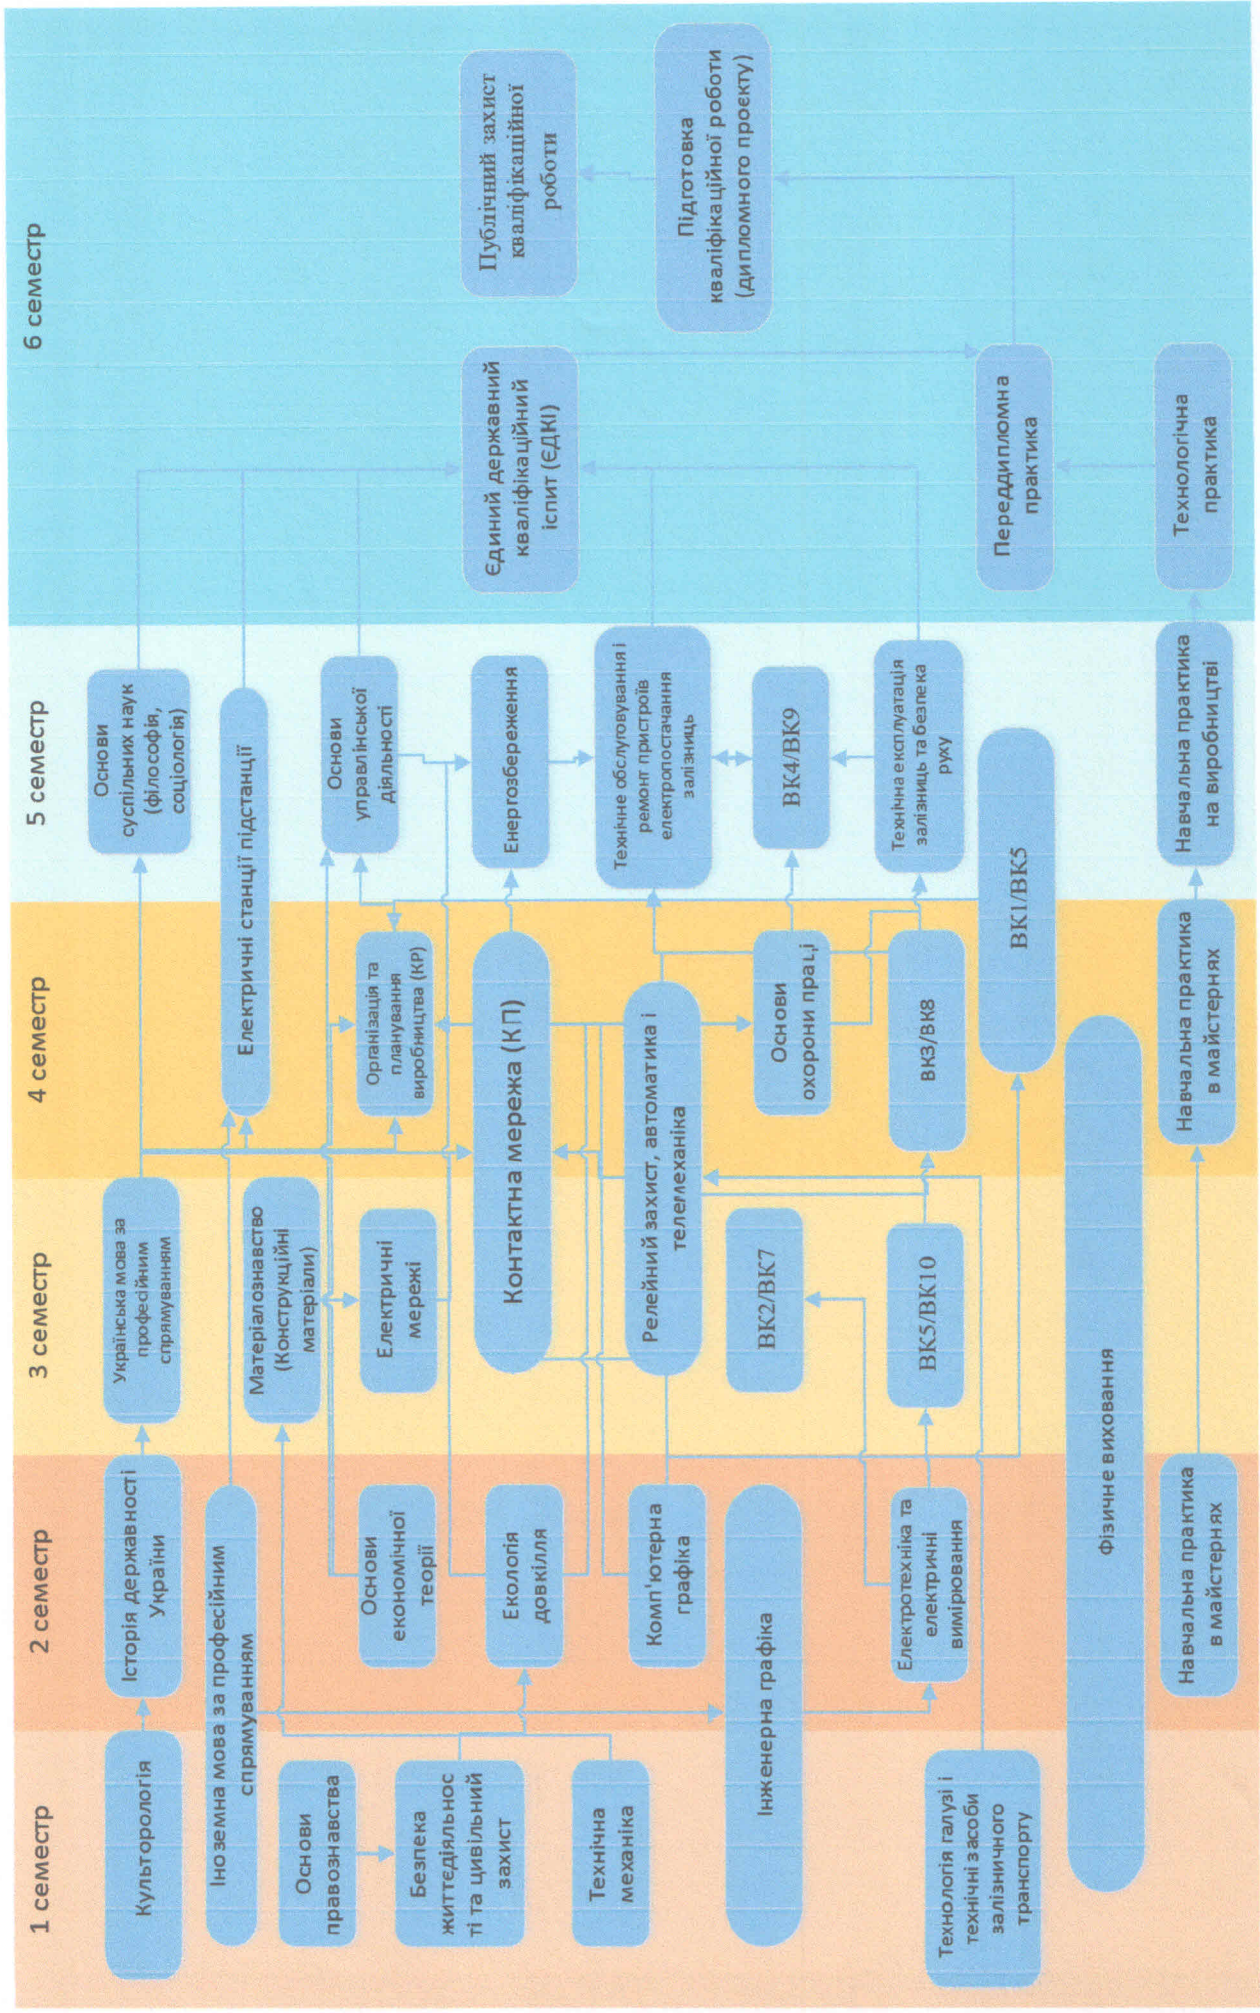 1 семестр
2 семестр
3 семестр
4 семестр
5 семестр
6 семестр
Культорологія
Іноземна мова за професійним
спрямуванням
Основи
правознавства
Безпека
життєдіяльнос
ті та цивільний
захист
Технічна
механіка
Інженерна графіка
Технологія галузі і
технічні засоби
залізничного
транспорту
Фізичне виховання
Історія державності
України
Основи
економічної
теорії
Екологія
довкілля
Комп'ютерна
графіка
Електротехніка та
електричні
вимірювання
Навчальна практика
в майстернях
Українська мова за
професійним
спрямуванням
Матеріалознавство
(Конструкційні
матеріали)
Електричні
мережі
Контактна мережа (КП)
Релейний захист, автоматика і
телемеханіка
ВК2/ВК7
ВК5/ВК10
Електричні станції підстанції
Організація та
планування
виробництва (КР)
Основи
охорони праці
ВК3/ВК8
ВК1/ВК5
Навчальна практика
в майстернях
Основи
суспільних наук
(філософія,
соціологія)
Основи
управлінської
діяльності
Енергозбереження
Технічне обслуговування і
ремонт пристроїв
електропостачання
залізниць
ВК4/ВК9
Технічна експлуатація
залізниць та безпека
руху
Навчальна практика
на виробництві
Єдиний державний
кваліфікаційний
іспит (ЄДКІ)
Переддипломна
практика
Технологічна
практика
Публічний захист
кваліфікаційної
роботи
Підготовка
кваліфікаційної роботи
(дипломного проєкту)